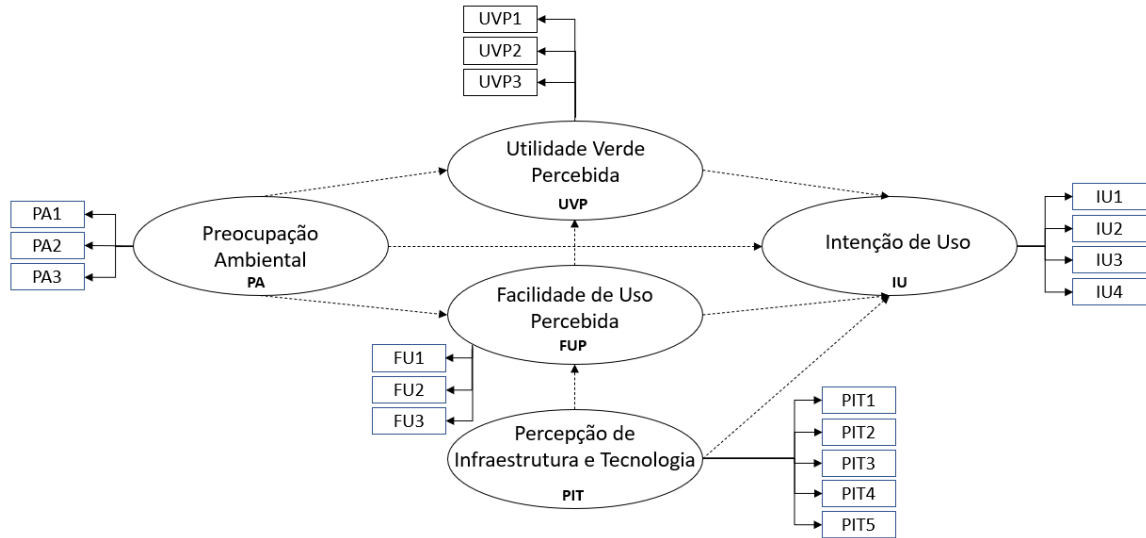 UVP1
UVP2
UVP3
Utilidade Verde
Percebida
UVP
PA1
PA2
PA3
Preocupação
Ambiental
PA
Intenção de Uso
IU
IU1
IU2
IU3
IU4
Facilidade de Uso
Percebida
FUP
FU1
FU2
FU3
Percepção de
Infraestrutura e Tecnologia
PIT
PIT1
PIT2
PIT3
PIT4
PIT5